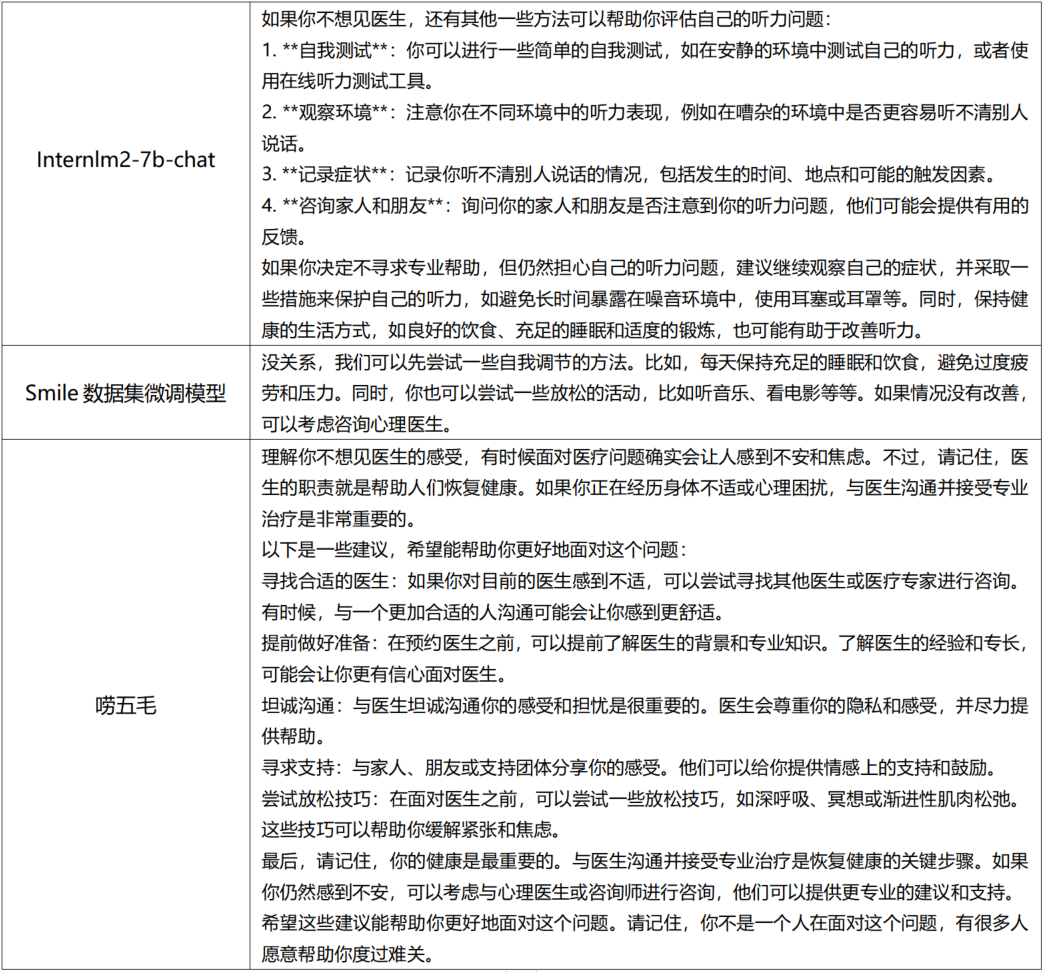 Internlm2-7b-chat
如果你不想见医生，还有其他一些方法可以帮助你评估自己的听力问题：
1. **自我测试**：你可以进行一些简单的自我测试，如在安静的环境中测试自己的听力，或者使
用在线听力测试工具。
2. **观察环境**：注意你在不同环境中的听力表现，例如在嘈杂的环境中是否更容易听不清别人
说话。
3. **记录症状**：记录你听不清别人说话的情况，包括发生的时间、地点和可能的触发因素。
4. **咨询家人和朋友**：询问你的家人和朋友是否注意到你的听力问题，他们可能会提供有用的
反馈。
如果你决定不寻求专业帮助，但仍然担心自己的听力问题，建议继续观察自己的症状，并采取一
些措施来保护自己的听力，如避免长时间暴露在噪音环境中，使用耳塞或耳罩等。同时，保持健
康的生活方式，如良好的饮食、充足的睡眠和适度的锻炼，也可能有助于改善听力。
Smile 数据集微调模型
没关系，我们可以先尝试一些自我调节的方法。比如，每天保持充足的睡眠和饮食，避免过度疲
劳和压力。同时，你也可以尝试一些放松的活动，比如听音乐、看电影等等。如果情况没有改善，
可以考虑咨询心理医生。
唠五毛
理解你不想见医生的感受，有时候面对医疗问题确实会让人感到不安和焦虑。不过，请记住，医
生的职责就是帮助人们恢复健康。如果你正在经历身体不适或心理困扰，与医生沟通并接受专业
治疗是非常重要的。
以下是一些建议，希望能帮助你更好地面对这个问题：
寻找合适的医生：如果你对目前的医生感到不适，可以尝试寻找其他医生或医疗专家进行咨询。
有时候，与一个更加合适的人沟通可能会让你感到更舒适。
提前做好准备：在预约医生之前，可以提前了解医生的背景和专业知识。了解医生的经验和专长，
可能会让你更有信心面对医生。
坦诚沟通：与医生坦诚沟通你的感受和担忧是很重要的。医生会尊重你的隐私和感受，并尽力提
供帮助。
寻求支持：与家人、朋友或支持团体分享你的感受。他们可以给你提供情感上的支持和鼓励。
尝试放松技巧：在面对医生之前，可以尝试一些放松技巧，如深呼吸、冥想或渐进性肌肉松弛。
这些技巧可以帮助你缓解紧张和焦虑。
最后，请记住，你的健康是最重要的。与医生沟通并接受专业治疗是恢复健康的关键步骤。如果
你仍然感到不安，可以考虑与心理医生或咨询师进行咨询，他们可以提供更专业的建议和支持。
希望这些建议能帮助你更好地面对这个问题。请记住，你不是一个人在面对这个问题，有很多人
愿意帮助你度过难关。